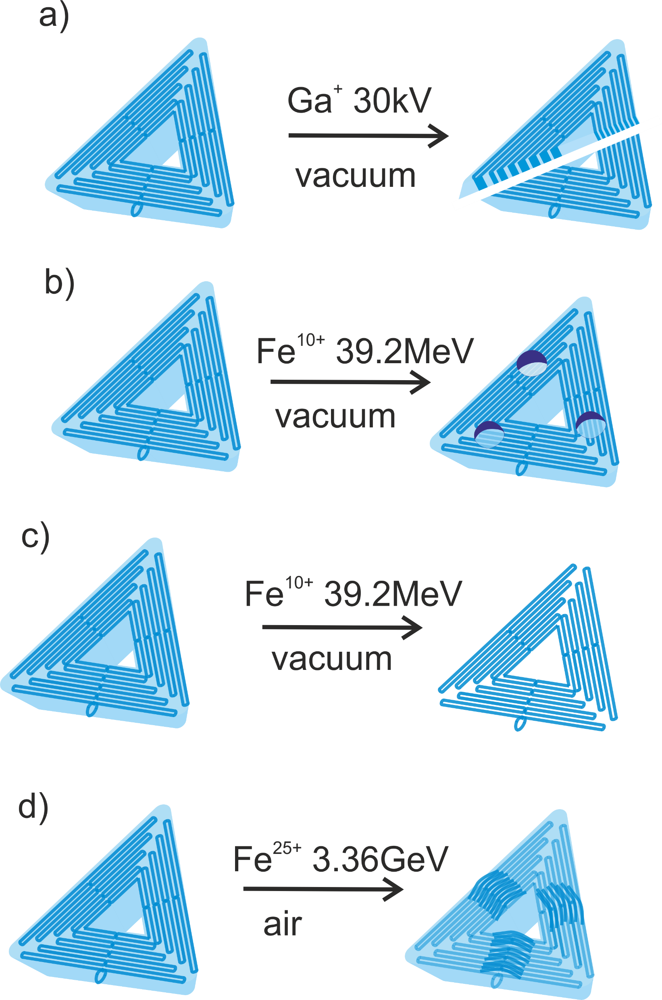 a)
Ga⁺ 30kV
vacuum
b)
Fe¹⁰⁺ 39.2MeV
vacuum
c)
Fe¹⁰⁺ 39.2MeV
vacuum
d)
Fe²⁵⁺ 3.36GeV
air